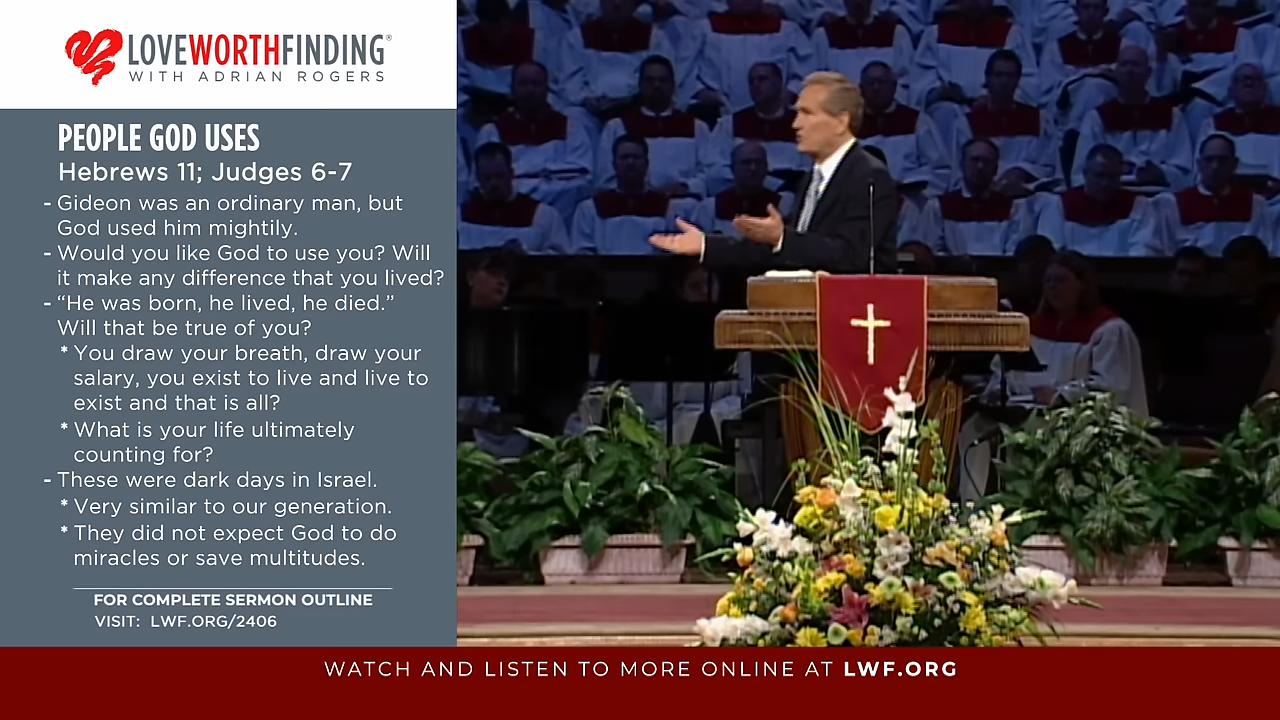 LOVEWORTHFINDING®
WITH ADRIAN ROGERS
PEOPLE GOD USES
Hebrews 11; Judges 6-7
- Gideon was an ordinary man, but
God used him mightily.
- Would you like God to use you? Will
it make any difference that you lived?
- “He was born, he lived, he died.”
Will that be true of you?
* You draw your breath, draw your
salary, you exist to live and live to
exist and that is all?
* What is your life ultimately
counting for?
- These were dark days in Israel.
* Very similar to our generation.
* They did not expect God to do
miracles or save multitudes.
FOR COMPLETE SERMON OUTLINE
VISIT: LWF.ORG/2406
WATCH AND LISTEN TO MORE ONLINE AT LWF.ORG